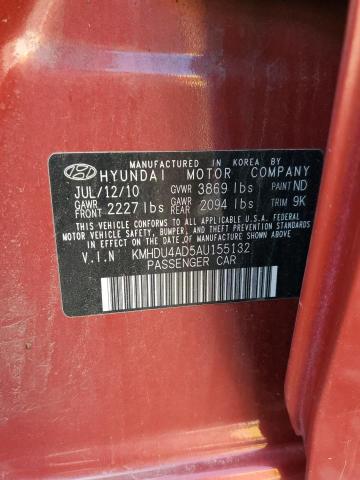 MANUFACTURED IN KOREA BY
HYUNDAI MOTOR COMPANY
JUL/12/10 GVWR 3869 lbs PAINT ND
GAWR FRONT 2227 lbs GAWR REAR 2094 lbs TRIM 9K
THIS VEHICLE CONFORMS TO ALL APPLICABLE U.S.A. FEDERAL
MOTOR VEHICLE SAFETY, BUMPER, AND THEFT PREVENTION
STANDARDS IN EFFECT ON THE DATE OF MANUFACTURE SHOWN ABOVE.
V.I.N KMHDU4AD5AU155132
PASSENGER CAR